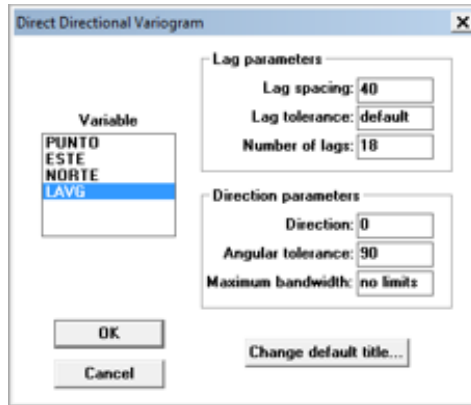 Direct Directional Variogram
Variable
PUNTO
ESTE
NORTE
LAVG
Lag parameters
Lag spacing: 40
Lag tolerance: default
Number of lags: 18
Direction parameters
Direction: 0
Angular tolerance: 90
Maximum bandwidth: no limits
OK
Cancel
Change default title...